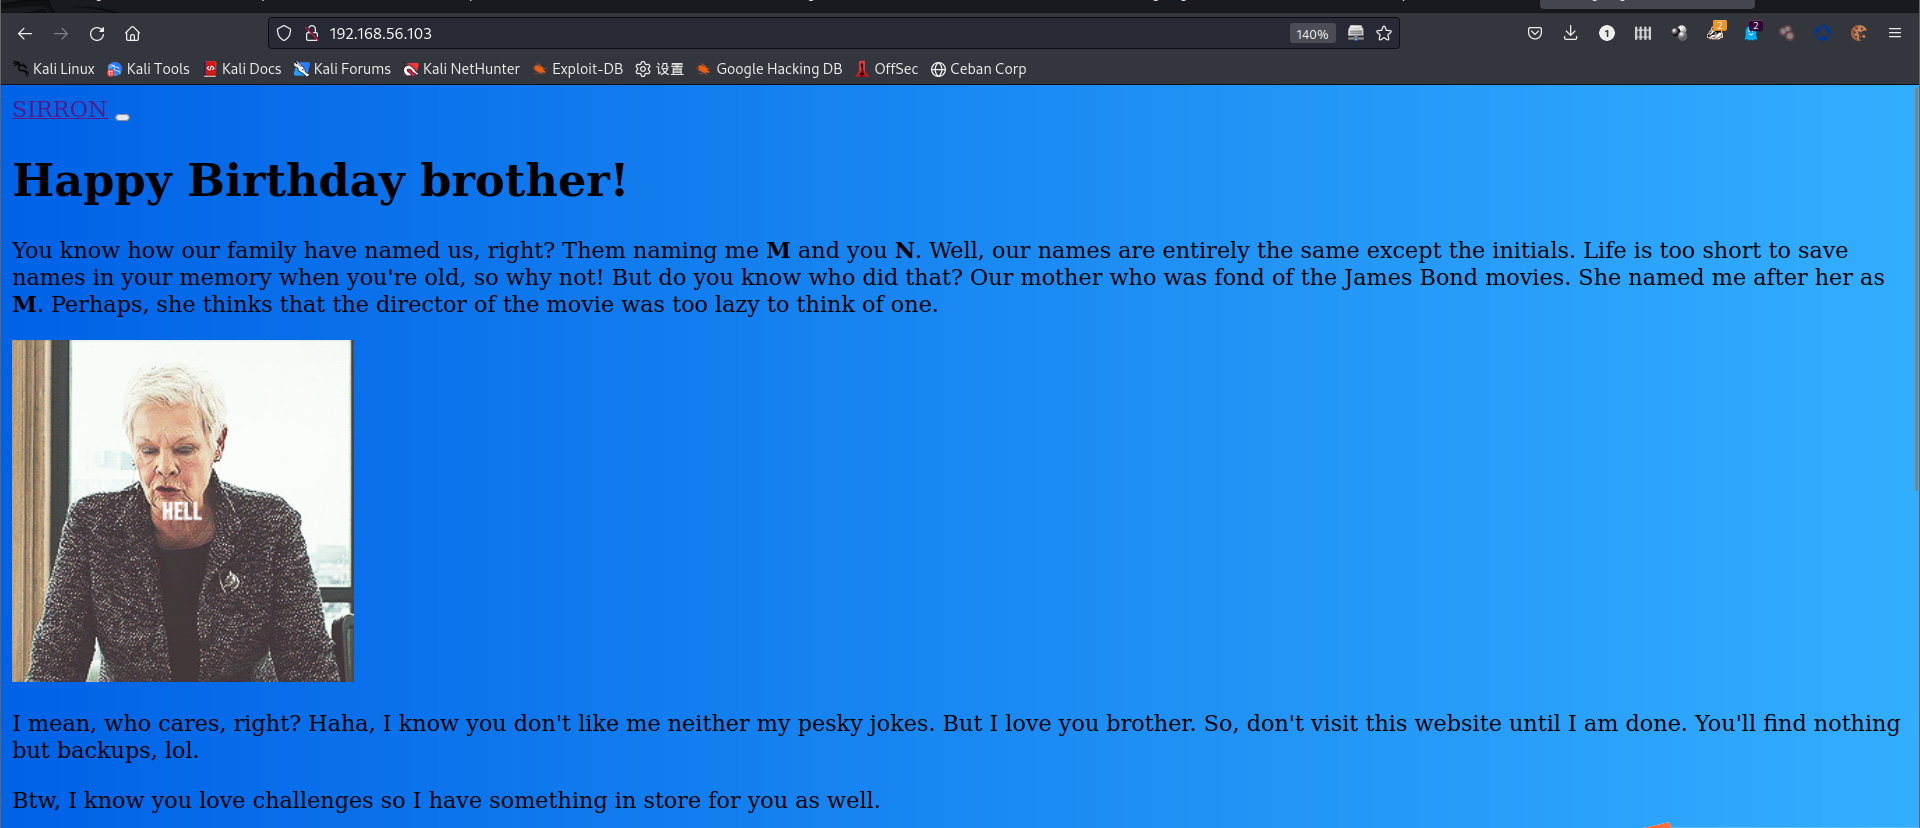 192.168.56.103
140%
1
2
2
Kali Linux
Kali Tools
Kali Docs
Kali Forums
Kali NetHunter
Exploit-DB
设置
Google Hacking DB
OffSec
Ceban Corp
SIRRON
Happy Birthday brother!
You know how our family have named us, right? Them naming me M and you N. Well, our names are entirely the same except the initials. Life is too short to save
names in your memory when you're old, so why not! But do you know who did that? Our mother who was fond of the James Bond movies. She named me after her as
M. Perhaps, she thinks that the director of the movie was too lazy to think of one.
HELL
I mean, who cares, right? Haha, I know you don't like me neither my pesky jokes. But I love you brother. So, don't visit this website until I am done. You'll find nothing
but backups, lol.
Btw, I know you love challenges so I have something in store for you as well.